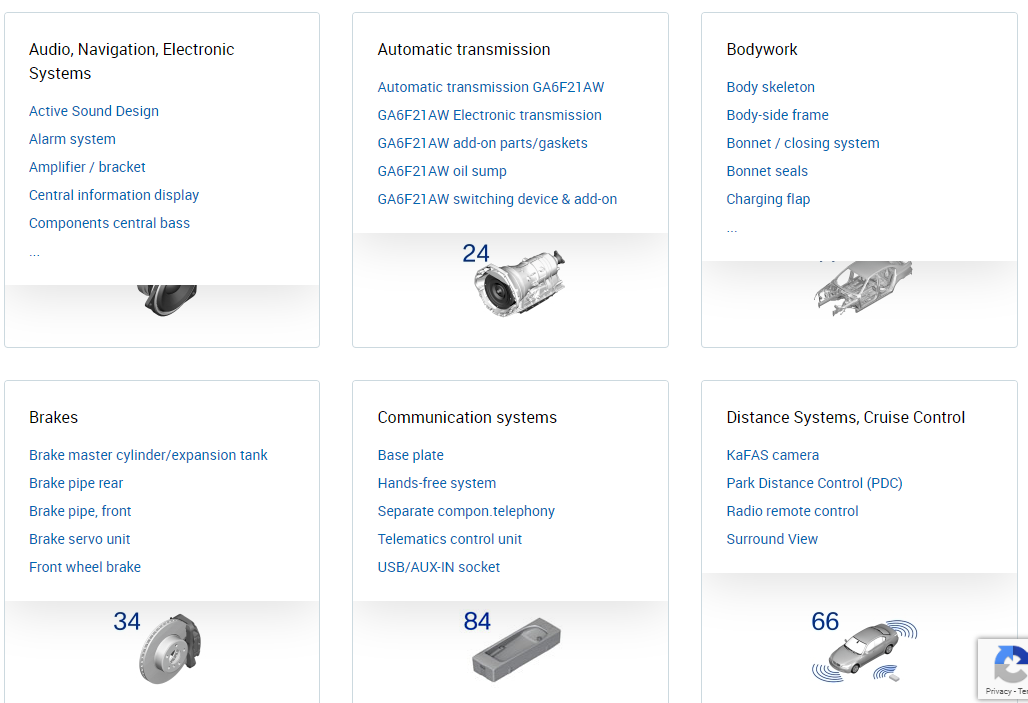 Audio, Navigation, Electronic
Systems
Active Sound Design
Alarm system
Amplifier / bracket
Central information display
Components central bass
...
Automatic transmission
Automatic transmission GA6F21AW
GA6F21AW Electronic transmission
GA6F21AW add-on parts/gaskets
GA6F21AW oil sump
GA6F21AW switching device & add-on
24
Bodywork
Body skeleton
Body-side frame
Bonnet / closing system
Bonnet seals
Charging flap
...
Brakes
Brake master cylinder/expansion tank
Brake pipe rear
Brake pipe, front
Brake servo unit
Front wheel brake
34
Communication systems
Base plate
Hands-free system
Separate compon.telephony
Telematics control unit
USB/AUX-IN socket
84
Distance Systems, Cruise Control
KaFAS camera
Park Distance Control (PDC)
Radio remote control
Surround View
66
Privacy -